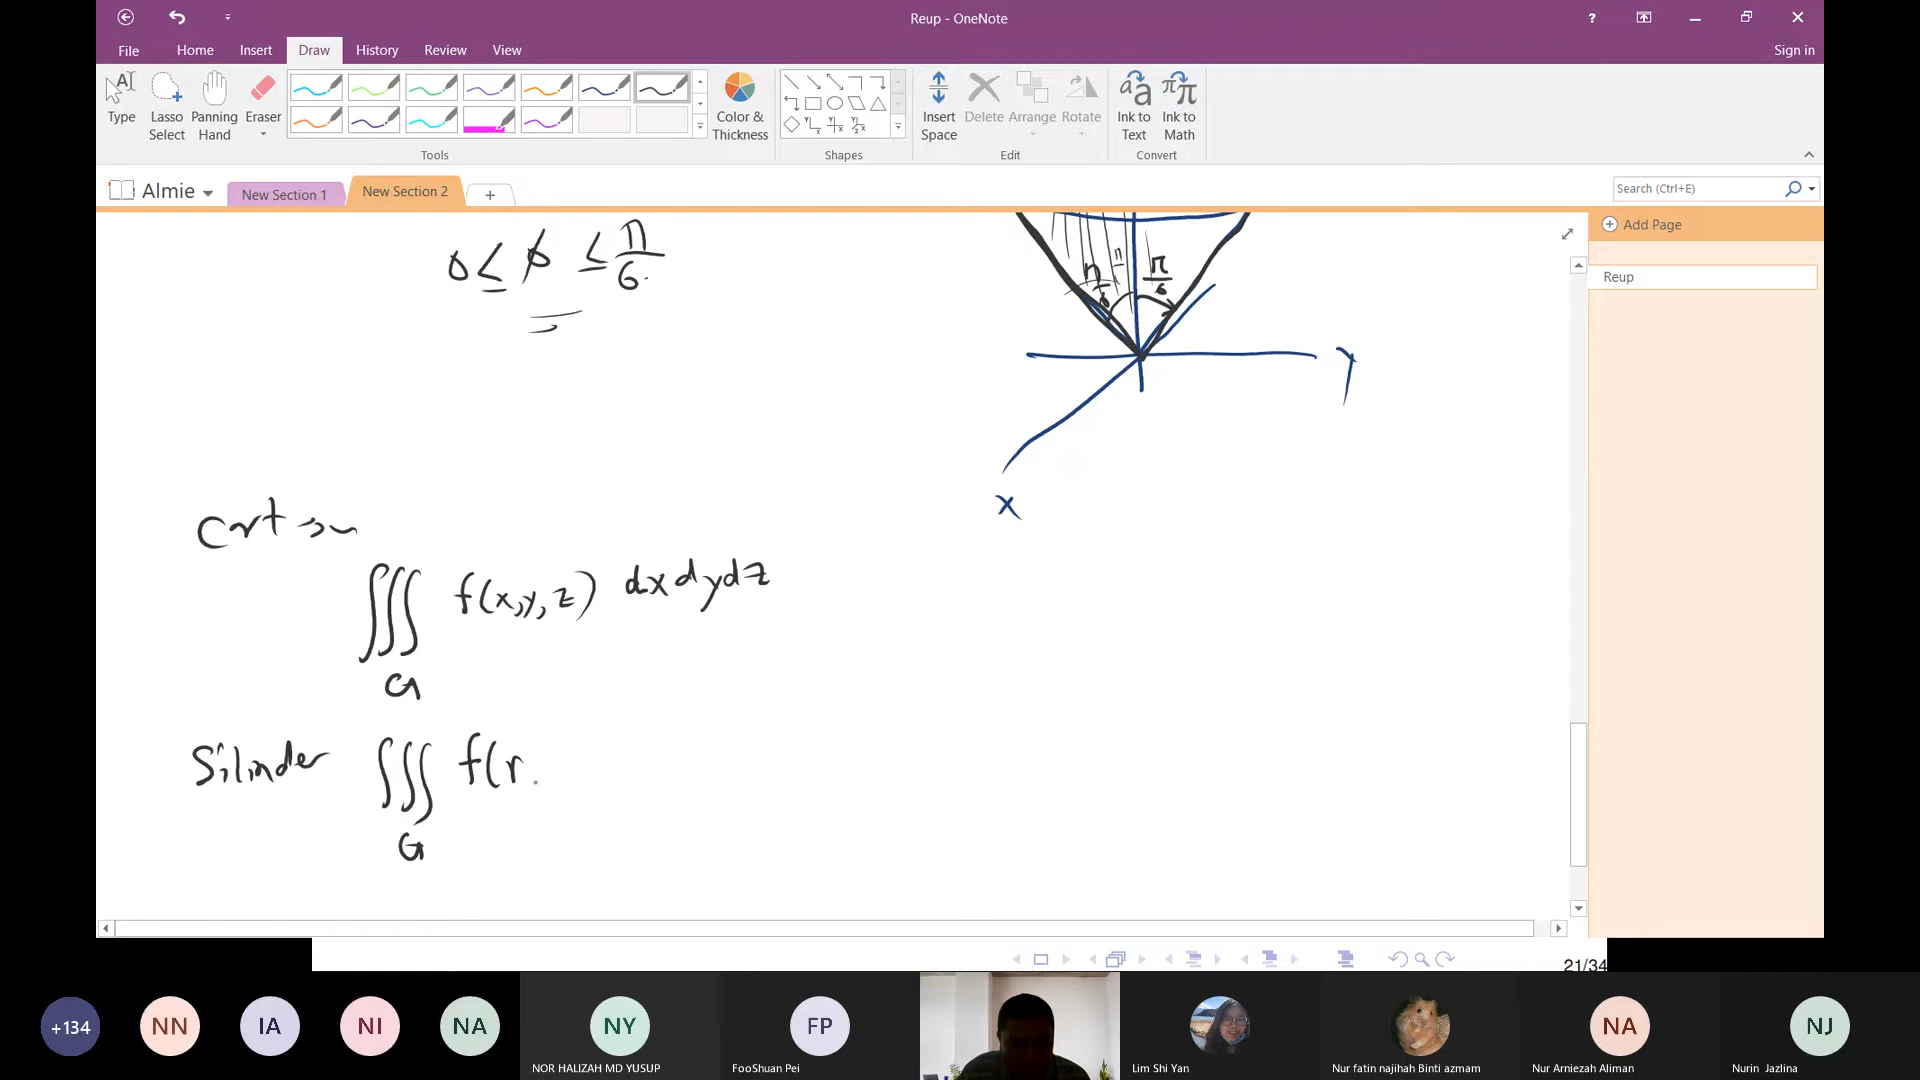 Reup - OneNote
?
File Home Insert Draw History Review View
Sign in
Type
Lasso Select
Panning Hand
Eraser
Color & Thickness
Insert Space
Delete
Arrange
Rotate
Ink to Text
Ink to Math
Tools
Shapes
Edit
Convert
Almie
New Section 1
New Section 2
+
Search (Ctrl+E)
Add Page
Reup
0 ≤ ϕ ≤ π/6
π/6
π/6
y
x
∭ f(x,y,z) dx dy dz
G
Silinder ∭ f(r
G
21/34
+134
NN
IA
NI
NA
NY
NOR HALIZAH MD YUSUP
FP
FooShuan Pei
Lim Shi Yan
Nur fatin najihah Binti azmam
NA
Nur Arniezah Aliman
NJ
Nurin Jazlina